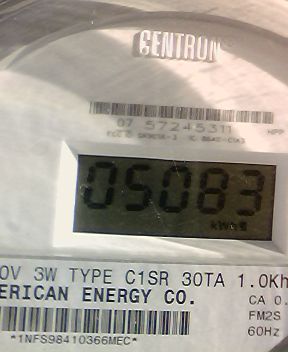 CENTRON
07 57245311 HPP
05083
kWh
0V 3W TYPE C1SR 30TA 1.0Kh
ERICAN ENERGY CO.
CA 0.
FM2S
60Hz
*1NFS98410366MEC*